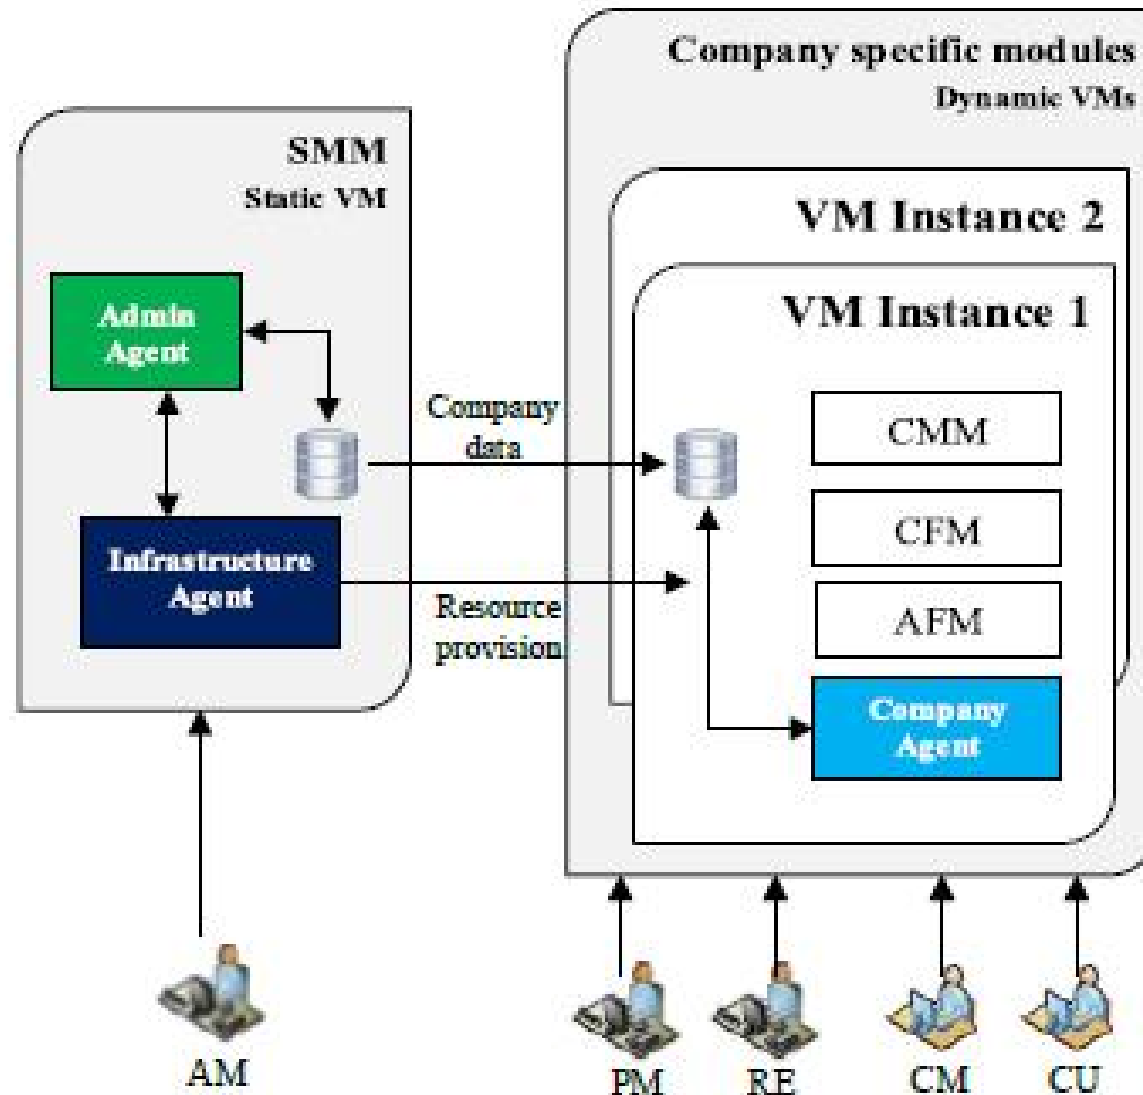 Company specific modules
Dynamic VMs
SMM
Static VM
VM Instance 2
VM Instance 1
Admin
Agent
Company
data
CMM
CFM
Infrastructure
Agent
Resource
provision
AFM
Company
Agent
AM
PM
RE
CM
CU